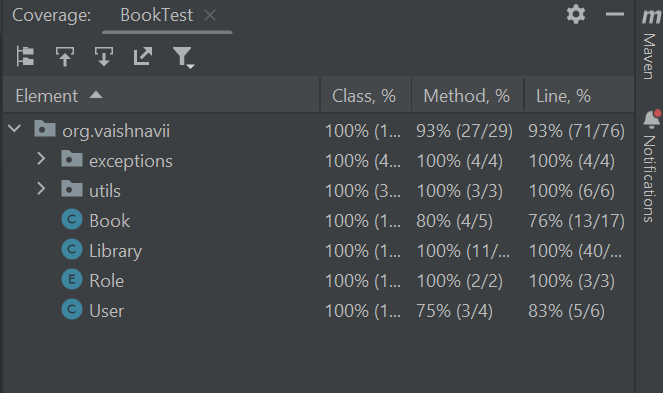 Coverage: BookTest
Element Class, % Method, % Line, %
org.vaishnavii 100% (1... 93% (27/29) 93% (71/76)
exceptions 100% (4... 100% (4/4) 100% (4/4)
utils 100% (3... 100% (3/3) 100% (6/6)
C Book 100% (1... 80% (4/5) 76% (13/17)
C Library 100% (1... 100% (11/... 100% (40/...
E Role 100% (1... 100% (2/2) 100% (3/3)
C User 100% (1... 75% (3/4) 83% (5/6)
m
Maven
Notifications